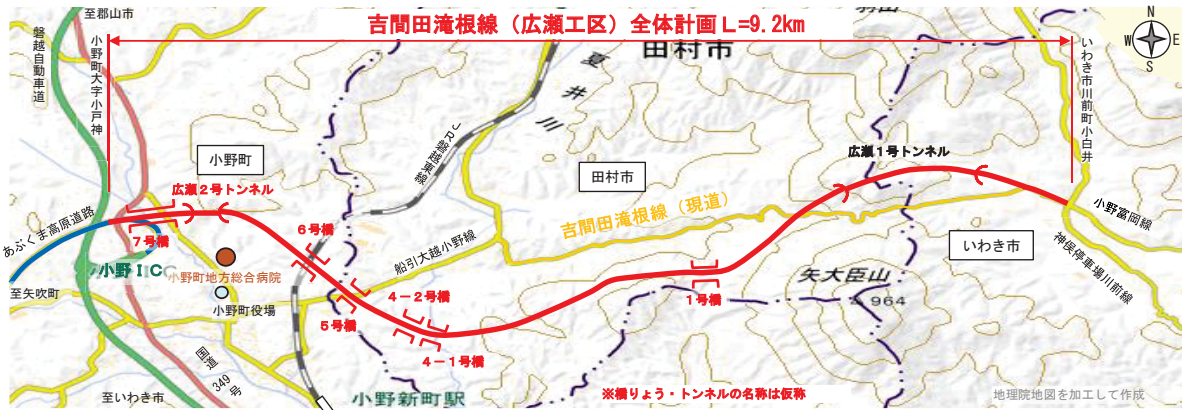 吉間田滝根線（広瀬工区）全体計画Ｌ=9.2km
至郡山市
磐越自動車道
小野町大字小戸神
田村市
夏井川
いわき市川前町小白井
N
W
E
S
ＪＲ磐越東線
小野町
田村市
広瀬１号トンネル
広瀬２号トンネル
吉間田滝根線（現道）
あぶくま高原道路
７号橋
６号橋
小野富岡線
いわき市
神俣停車場川前線
船引大越小野線
小野ＩＣ
小野町地方総合病院
矢大臣山
964
至矢吹町
小野町役場
５号橋
４－２号橋
１号橋
４－１号橋
国道349号
至いわき市
小野新町駅
※橋りょう・トンネルの名称は仮称
地理院地図を加工して作成